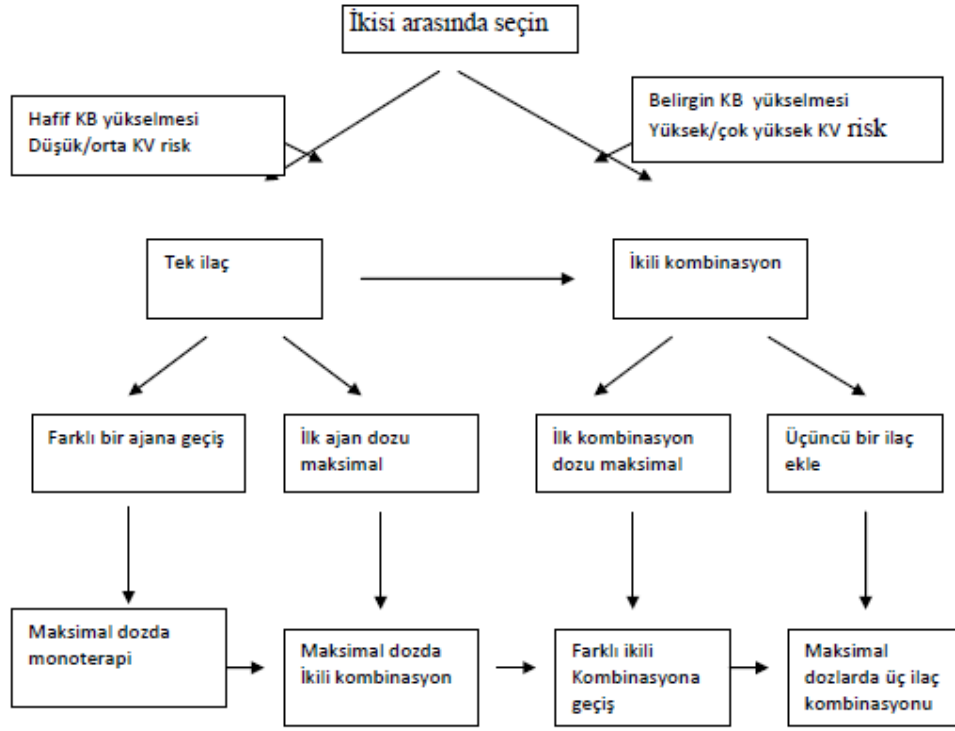 İkisi arasında seçin
Hafif KB yükselmesi
Düşük/orta KV risk
Belirgin KB yükselmesi
Yüksek/çok yüksek KV risk
Tek ilaç
İkili kombinasyon
Farklı bir ajana geçiş
İlk ajan dozu
maksimal
İlk kombinasyon
dozu maksimal
Üçüncü bir ilaç
ekle
Maksimal dozda
monoterapi
Maksimal dozda
İkili kombinasyon
Farklı ikili
Kombinasyona
geçiş
Maksimal
dozlarda üç ilaç
kombinasyonu